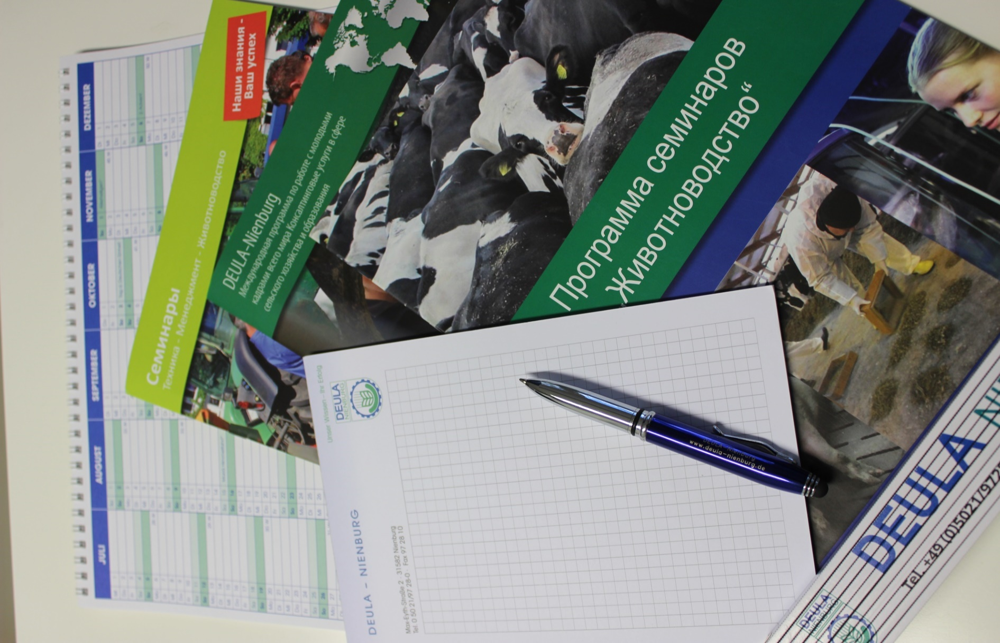 DEZEMBER
NOVEMBER
OKTOBER
SEPTEMBER
AUGUST
JULI
Наши знания -
Ваш успех
Семинары
Техника - Менеджмент - Животноводство
DEULA-Nienburg
Международная программа по работе с молодыми
кадрами всего мира Консалтинговые услуги в сфере
сельского хозяйства и образования
Программа семинаров
„Животноводство“
Unser Wissen - Ihr Erfolg
DEULA
NIENBURG
DEULA - NIENBURG
Max-Eyth-Straße 2 · 31582 Nienburg
Tel. 0 50 21/97 28-0 · Fax 97 28 10
DEULA-Nienburg
www.deula-nienburg.de
DEULA
Tel. +49 (0)5021/972
DEULA
NIENBURG